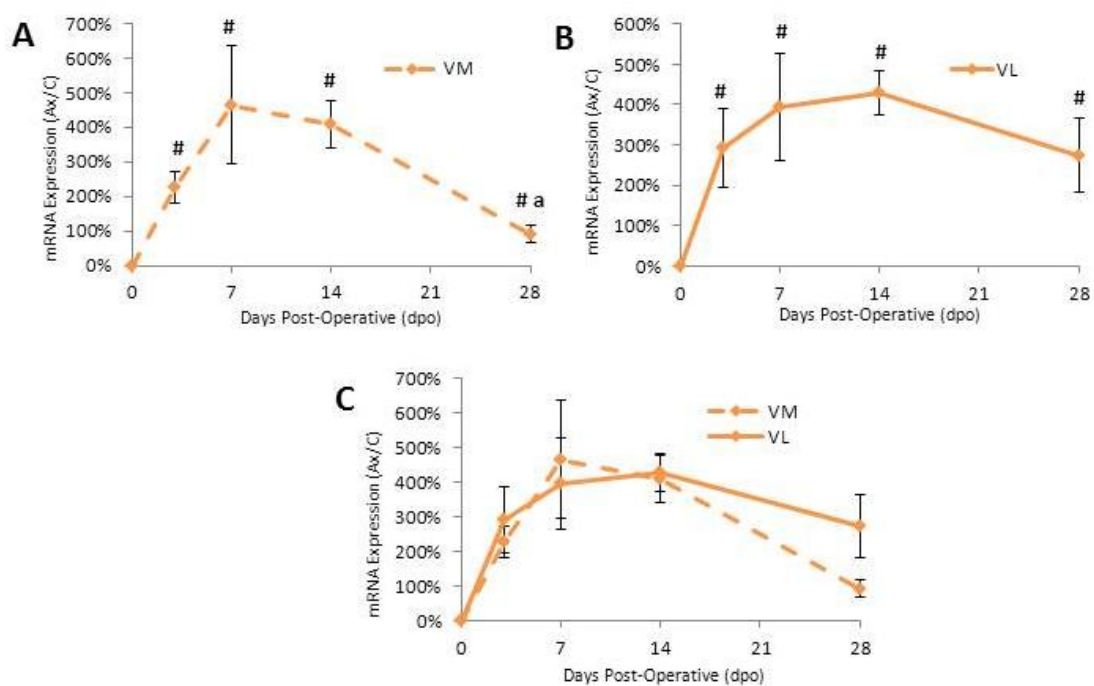 A
mRNA Expression (Ax/C)
700%
600%
500%
400%
300%
200%
100%
0%
#
#
#
# a
VM
0 7 14 21 28
Days Post-Operative (dpo)
B
mRNA Expression (Ax/C)
600%
500%
400%
300%
200%
100%
0%
#
#
#
#
VL
0 7 14 21 28
Days Post-Operative (dpo)
C
mRNA Expression (Ax/C)
700%
600%
500%
400%
300%
200%
100%
0%
VM
VL
0 7 14 21 28
Days Post-Operative (dpo)